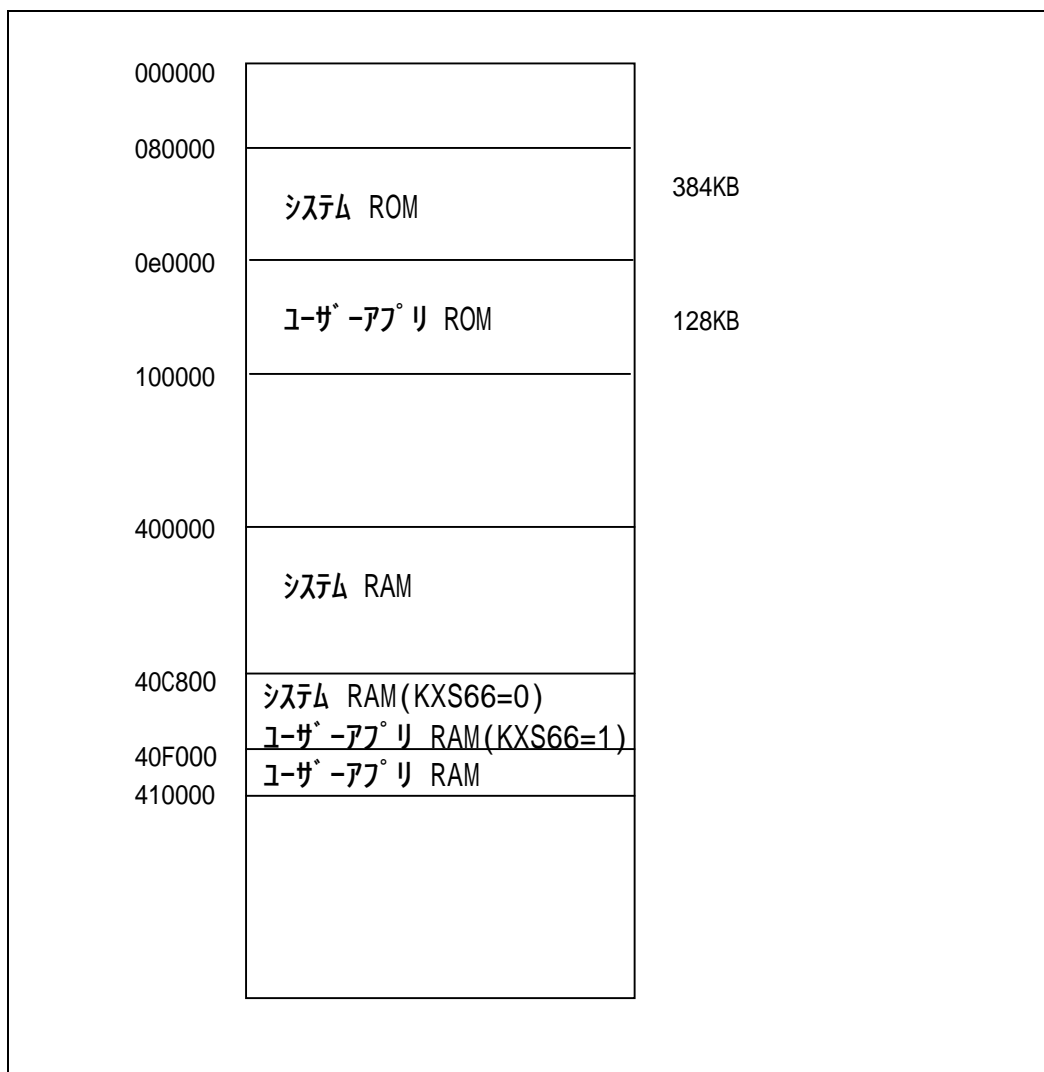 000000
080000
システム ROM
384KB
0e0000
ユーザーアプリ ROM
128KB
100000
400000
システム RAM
40C800
システム RAM(KXS66=0)
ユーザーアプリ RAM(KXS66=1)
40F000
ユーザーアプリ RAM
410000